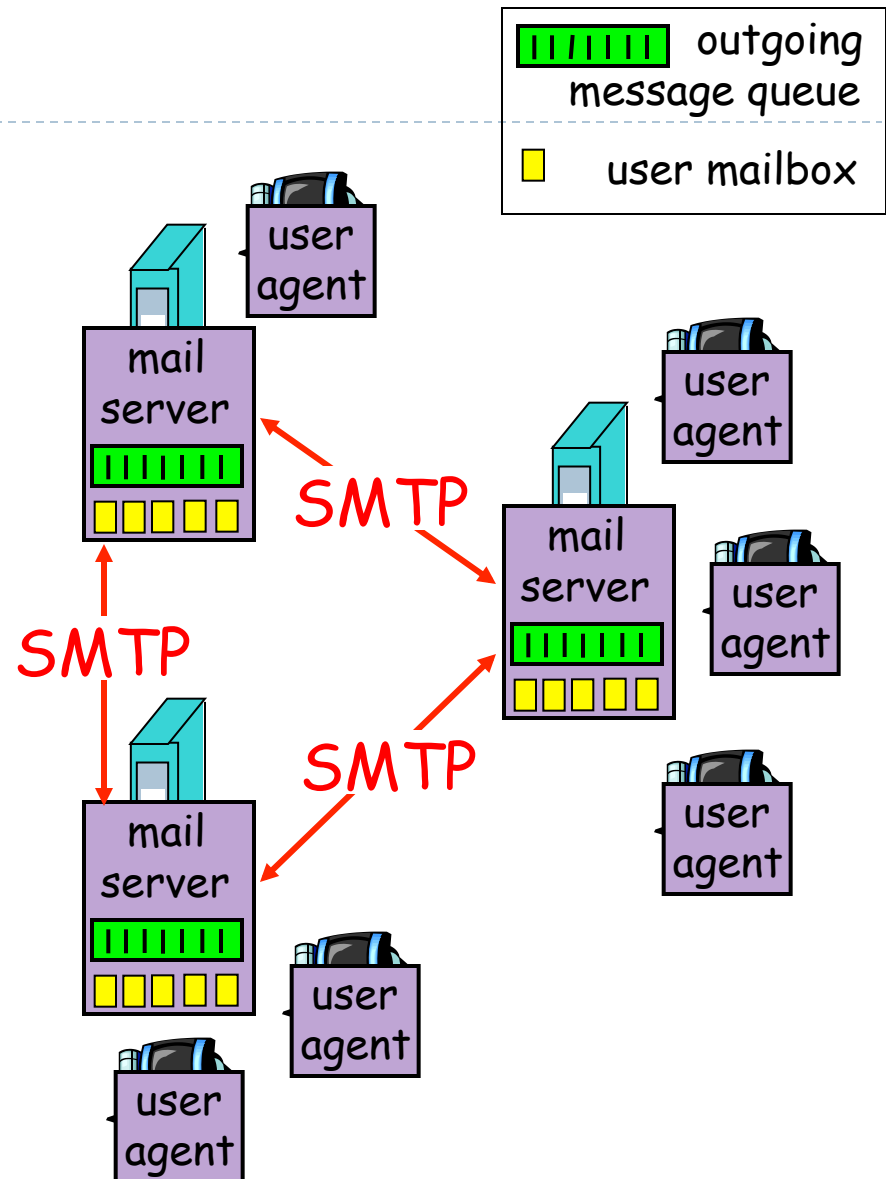 outgoing
message queue
user mailbox
user
agent
mail
server
user
agent
SMTP
mail
server
user
agent
SMTP
SMTP
user
agent
mail
server
user
agent
user
agent